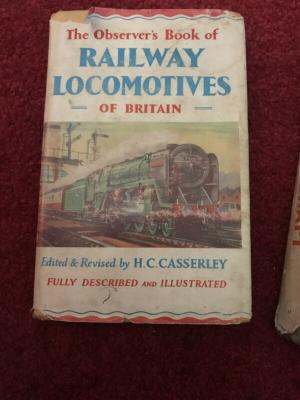 The Observer's Book of
RAILWAY
LOCOMOTIVES
OF BRITAIN
Edited & Revised by H.C. CASSERLEY
FULLY DESCRIBED AND ILLUSTRATED